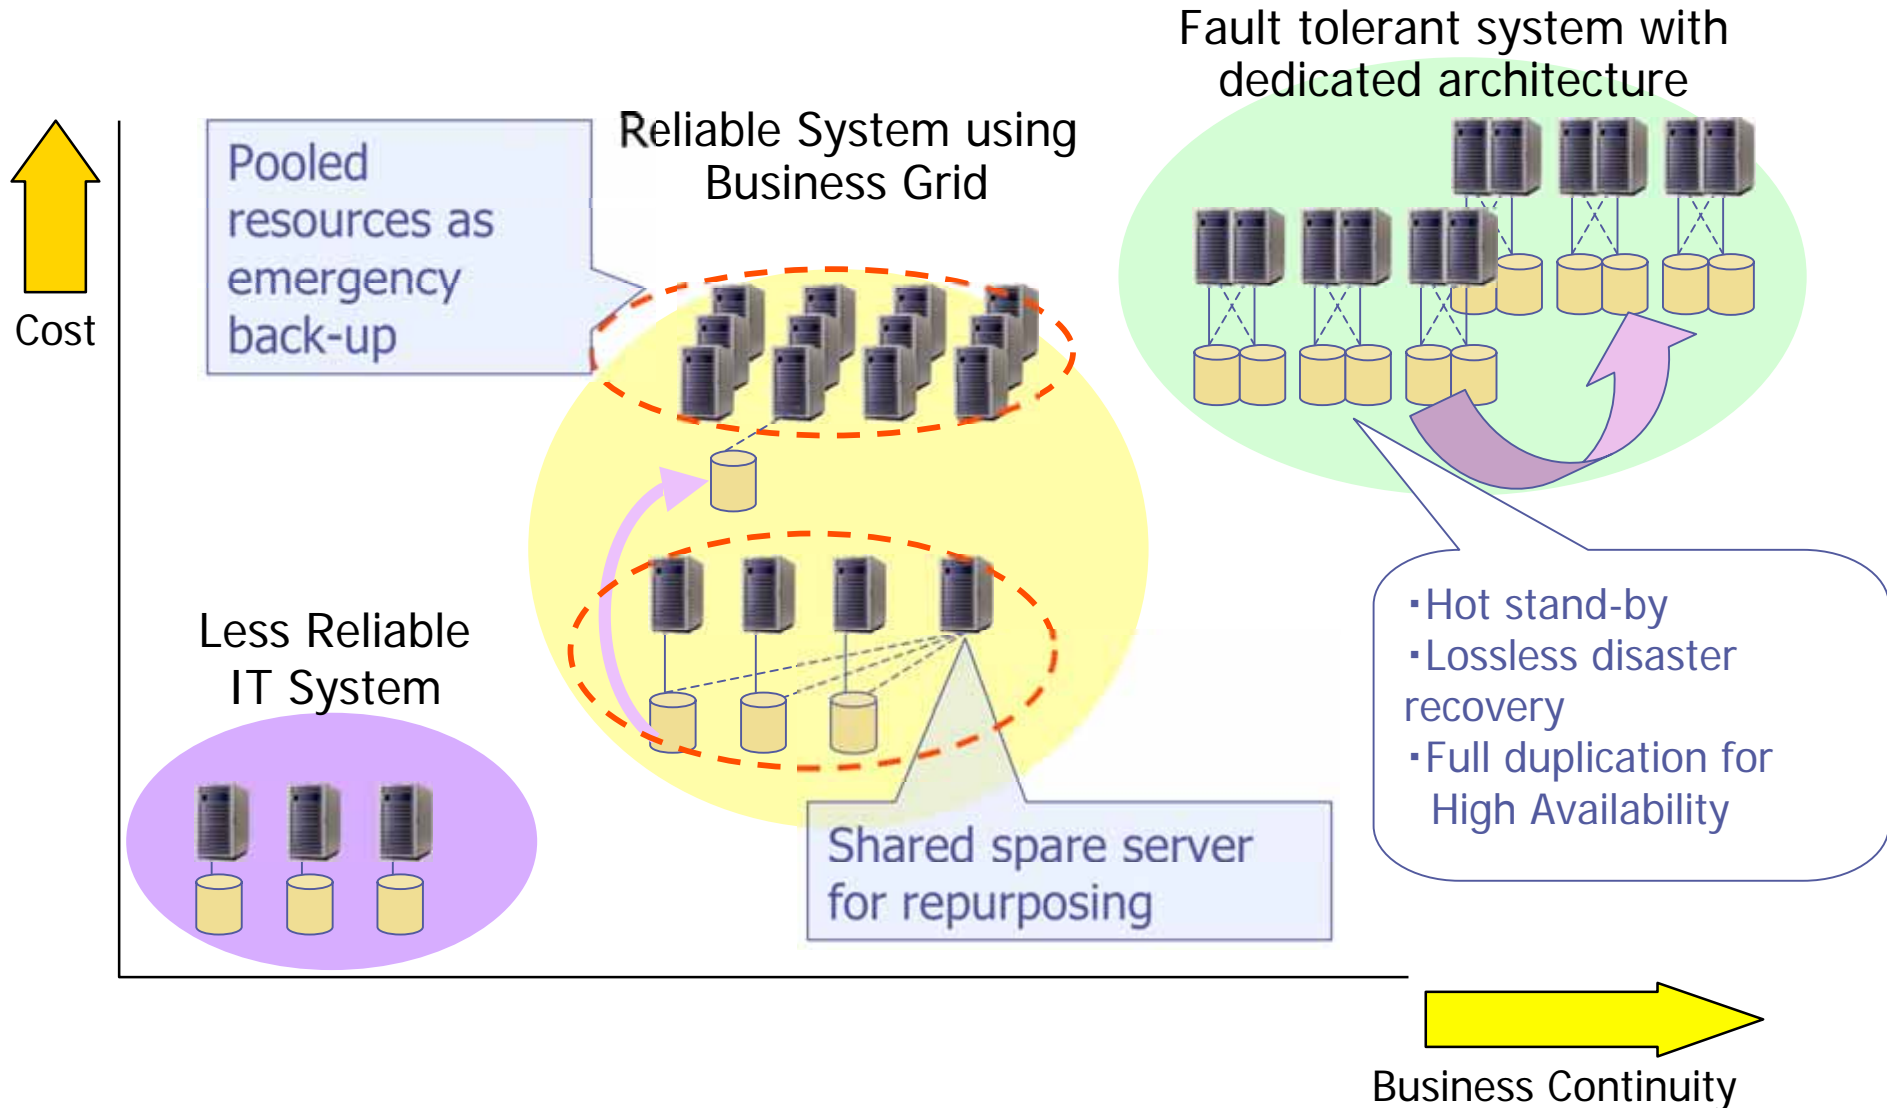 Fault tolerant system with
dedicated architecture
Reliable System using
Business Grid
Pooled
resources as
emergency
back-up
Cost
Less Reliable
IT System
・Hot stand-by
・Lossless disaster
recovery
・Full duplication for
High Availability
Shared spare server
for repurposing
Business Continuity